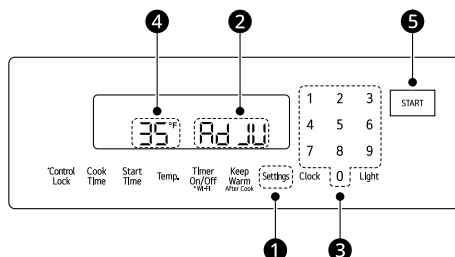 4 2 5
35°F Ad JU
1 2 3
4 5 6
7 8 9
0
START
*Control Lock
Cook Time
Start Time
Temp.
Timer On/Off
*Wi-Fi
Keep Warm
After Cook
Settings
Clock
Light
1 3